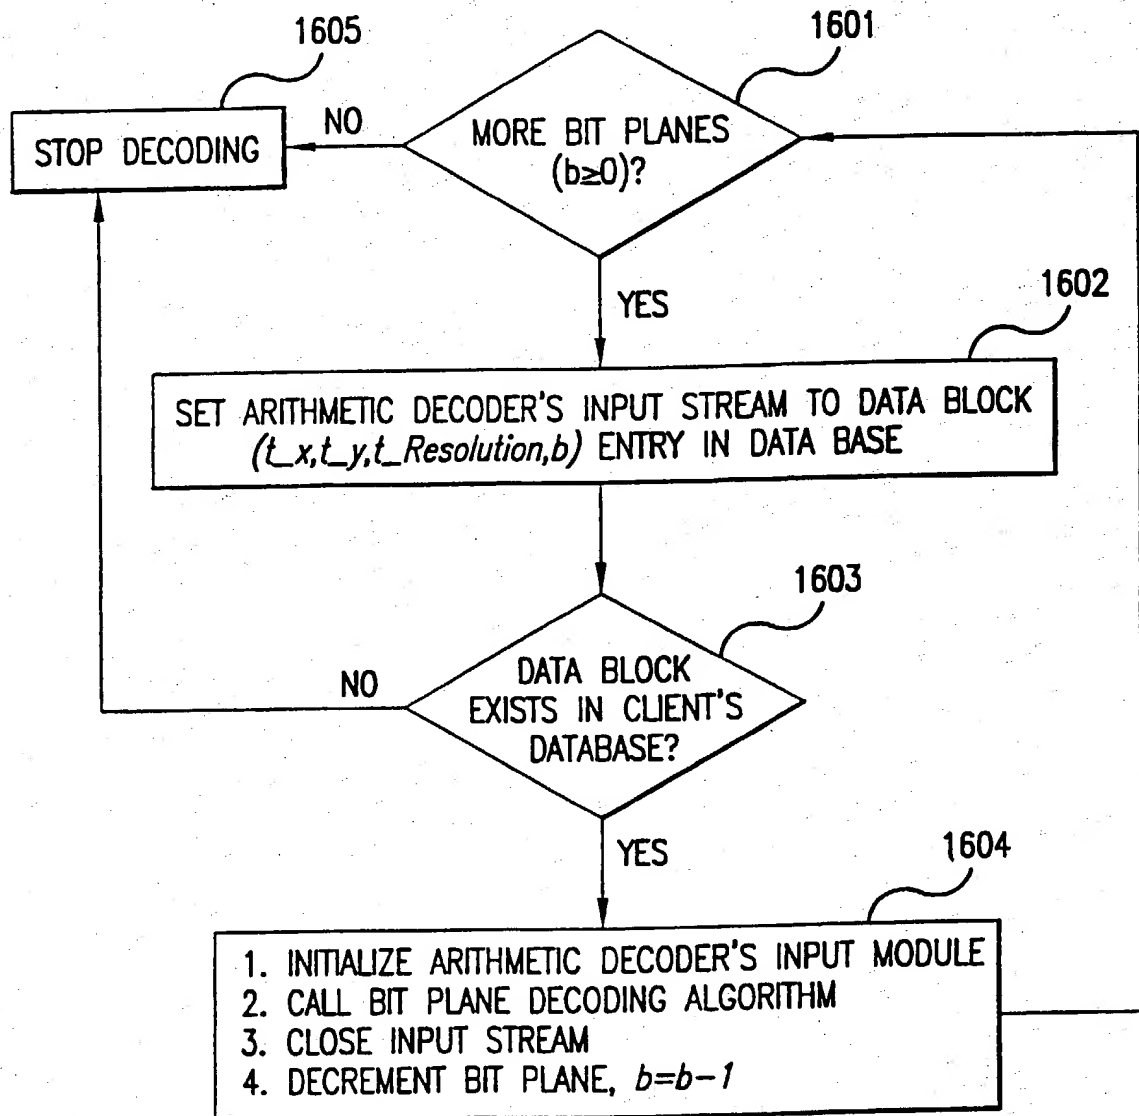 1605
1601
STOP DECODING
NO
MORE BIT PLANES
(b≥0)?
YES
1602
SET ARITHMETIC DECODER'S INPUT STREAM TO DATA BLOCK
(t_x,t_y,t_Resolution,b) ENTRY IN DATA BASE
1603
NO
DATA BLOCK
EXISTS IN CLIENT'S
DATABASE?
YES
1604
1. INITIALIZE ARITHMETIC DECODER'S INPUT MODULE
2. CALL BIT PLANE DECODING ALGORITHM
3. CLOSE INPUT STREAM
4. DECREMENT BIT PLANE, b=b-1